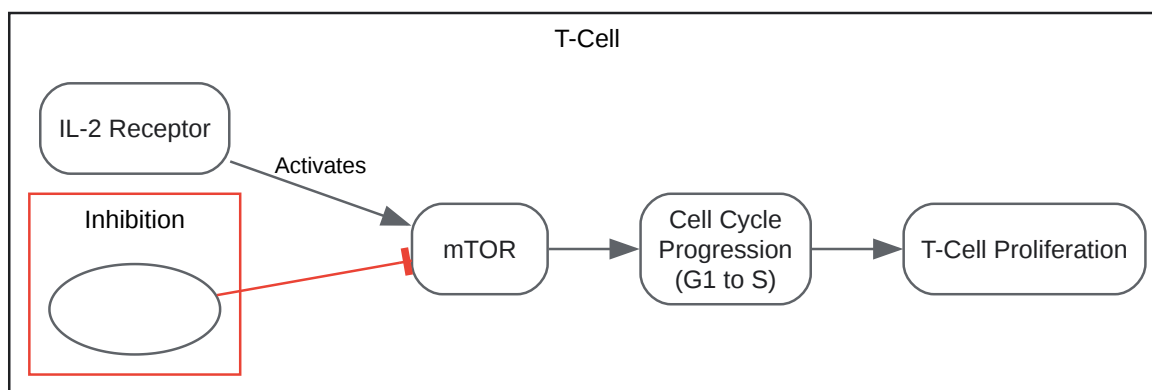 T-Cell
IL-2 Receptor
Activates
Inhibition
mTOR
Cell Cycle
Progression
(G1 to S)
T-Cell Proliferation